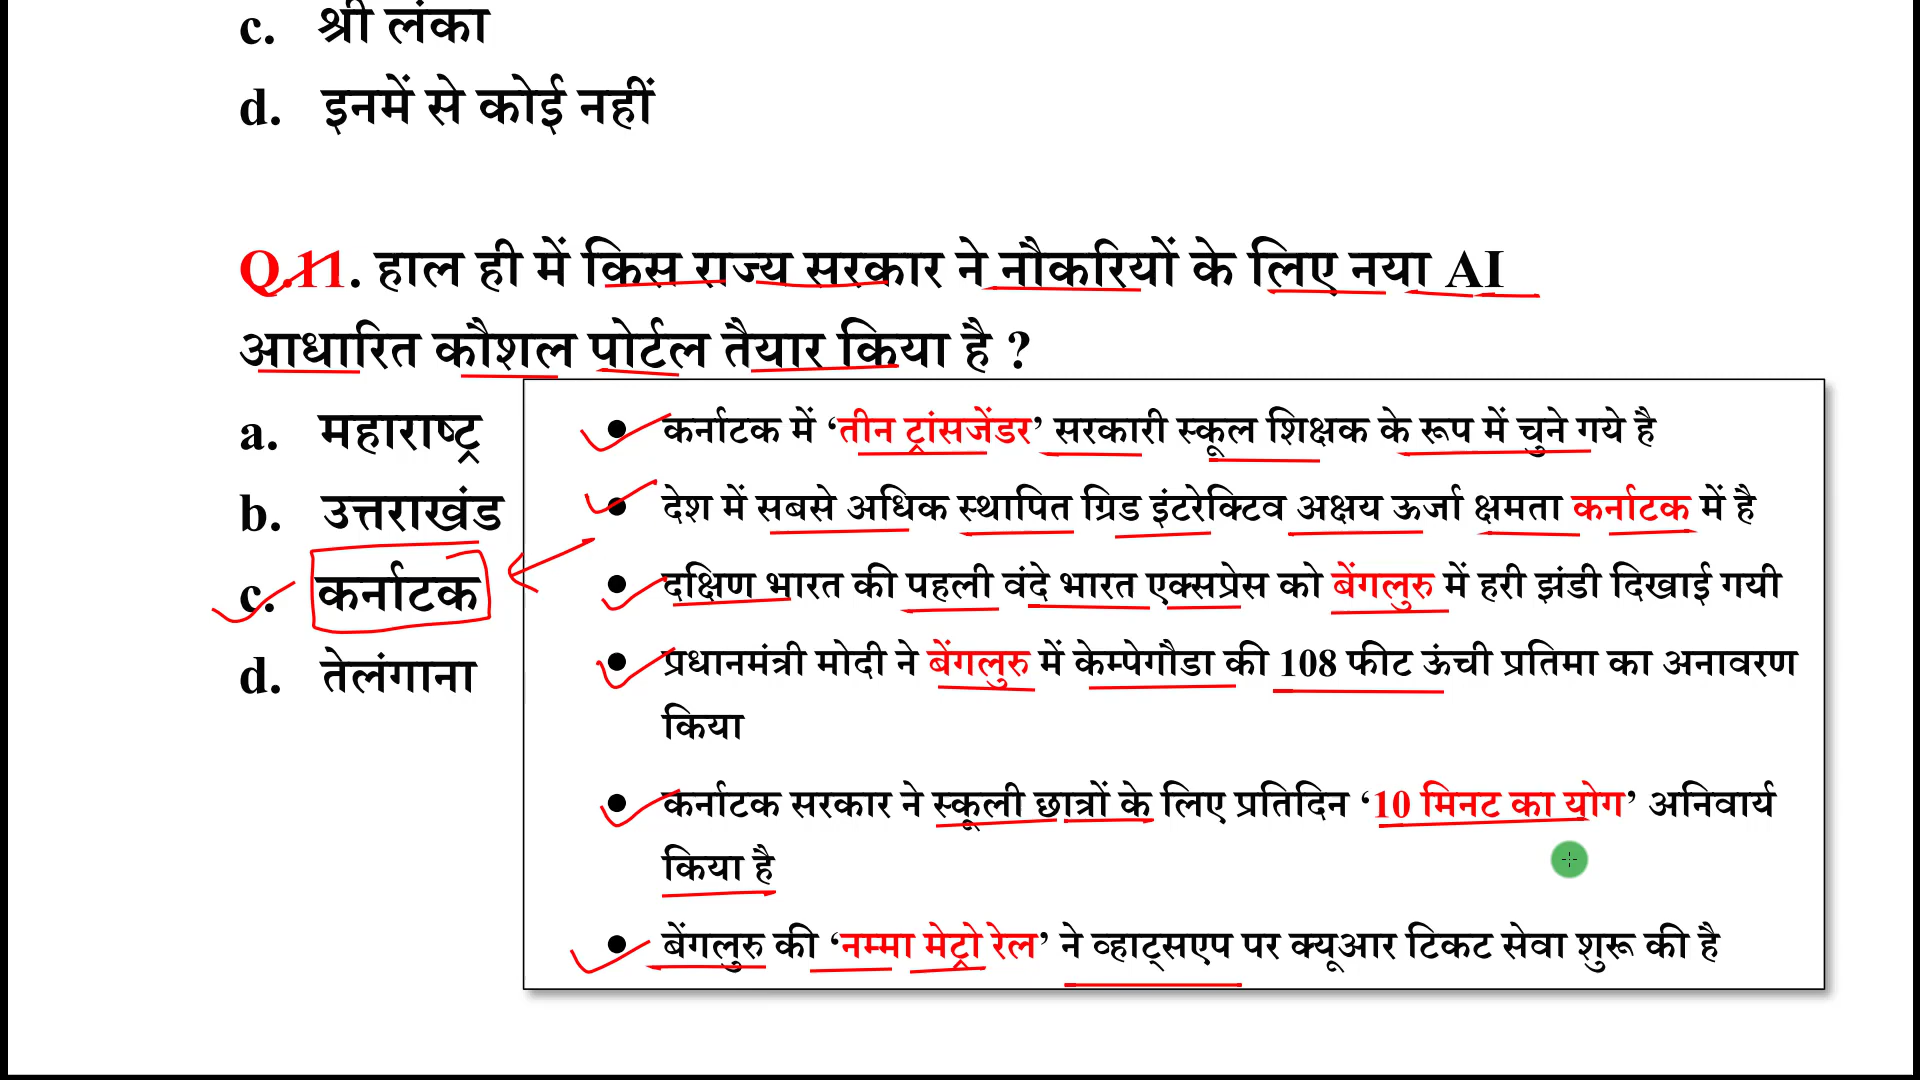 c. श्री लंका
d. इनमें से कोई नहीं
Q.11. हाल ही में किस राज्य सरकार ने नौकरियों के लिए नया AI
आधारित कौशल पोर्टल तैयार किया है ?
a. महाराष्ट्र
b. उत्तराखंड
c. कर्नाटक
d. तेलंगाना
● कर्नाटक में ‘तीन ट्रांसजेंडर’ सरकारी स्कूल शिक्षक के रूप में चुने गये है
● देश में सबसे अधिक स्थापित ग्रिड इंटरेक्टिव अक्षय ऊर्जा क्षमता कर्नाटक में है
● दक्षिण भारत की पहली वंदे भारत एक्सप्रेस को बेंगलुरु में हरी झंडी दिखाई गयी
● प्रधानमंत्री मोदी ने बेंगलुरु में केम्पेगौडा की 108 फीट ऊंची प्रतिमा का अनावरण
किया
● कर्नाटक सरकार ने स्कूली छात्रों के लिए प्रतिदिन ‘10 मिनट का योग’ अनिवार्य
किया है
● बेंगलुरु की ‘नम्मा मेट्रो रेल’ ने व्हाट्सएप पर क्यूआर टिकट सेवा शुरू की है